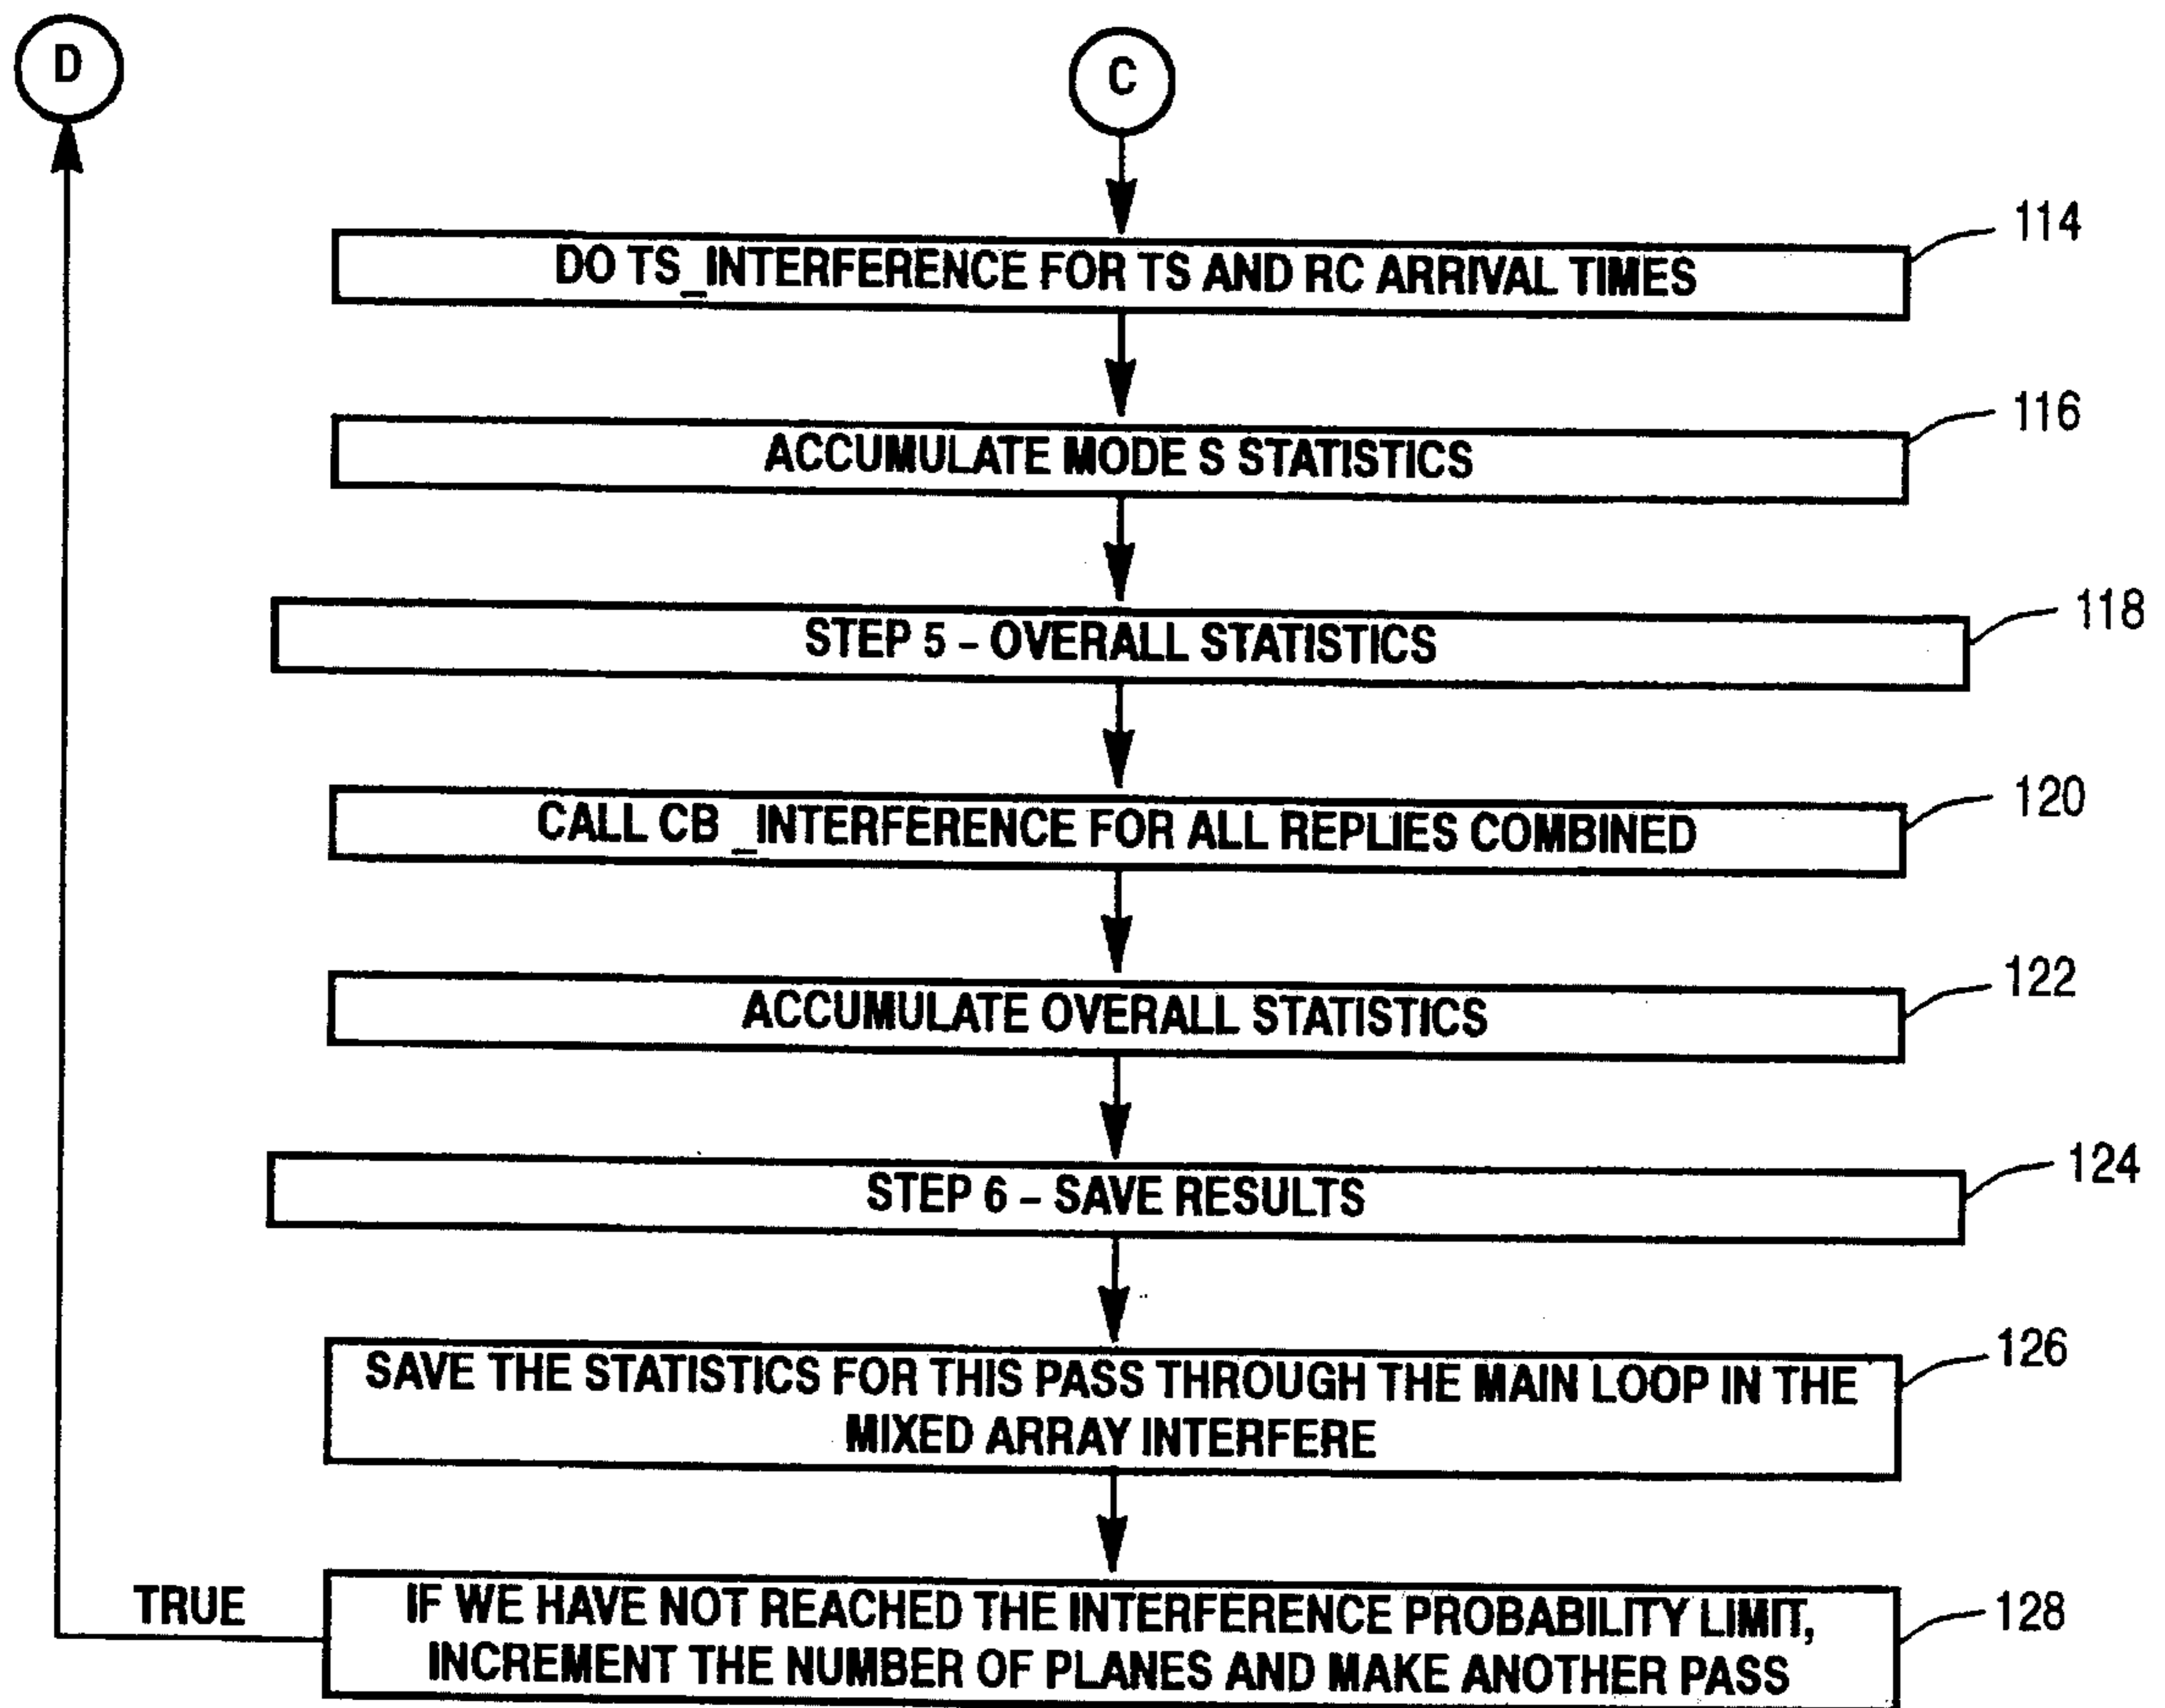 D
C
DO TS_INTERFERENCE FOR TS AND RC ARRIVAL TIMES
114
ACCUMULATE MODE S STATISTICS
116
STEP 5 – OVERALL STATISTICS
118
CALL CB _INTERFERENCE FOR ALL REPLIES COMBINED
120
ACCUMULATE OVERALL STATISTICS
122
STEP 6 – SAVE RESULTS
124
SAVE THE STATISTICS FOR THIS PASS THROUGH THE MAIN LOOP IN THE
MIXED ARRAY INTERFERE
126
TRUE
IF WE HAVE NOT REACHED THE INTERFERENCE PROBABILITY LIMIT,
INCREMENT THE NUMBER OF PLANES AND MAKE ANOTHER PASS
128